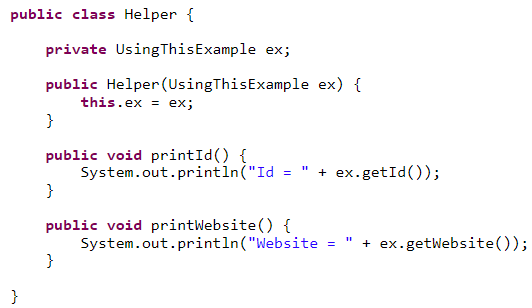 public class Helper {
private UsingThisExample ex;
public Helper(UsingThisExample ex) {
this.ex = ex;
}
public void printId() {
System.out.println("Id = " + ex.getId());
}
public void printWebsite() {
System.out.println("Website = " + ex.getWebsite());
}
}